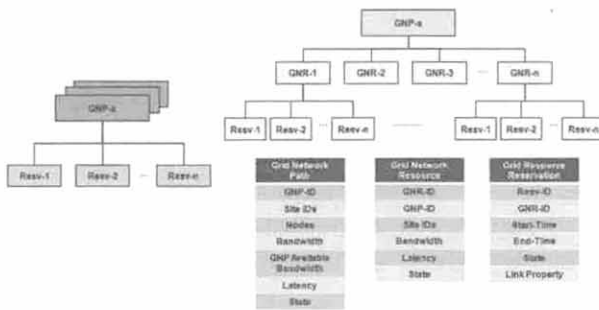 GNP-a
GNR-1 GNR-2 GNR-3 ... GNR-n
Resv-1 Resv-2 ... Resv-n ........ Resv-1 Resv-2 ... Resv-n
GNP-a
Resv-1 Resv-2 ... Resv-n
Grid Network Path
GNP-ID
Site IDs
Nodes
Bandwidth
GNP Available Bandwidth
Latency
State
Grid Network Resource
GNR-ID
GNP-ID
Site IDs
Bandwidth
Latency
State
Grid Resource Reservation
Resv-ID
GNR-ID
Start-Time
End-Time
State
Link Property